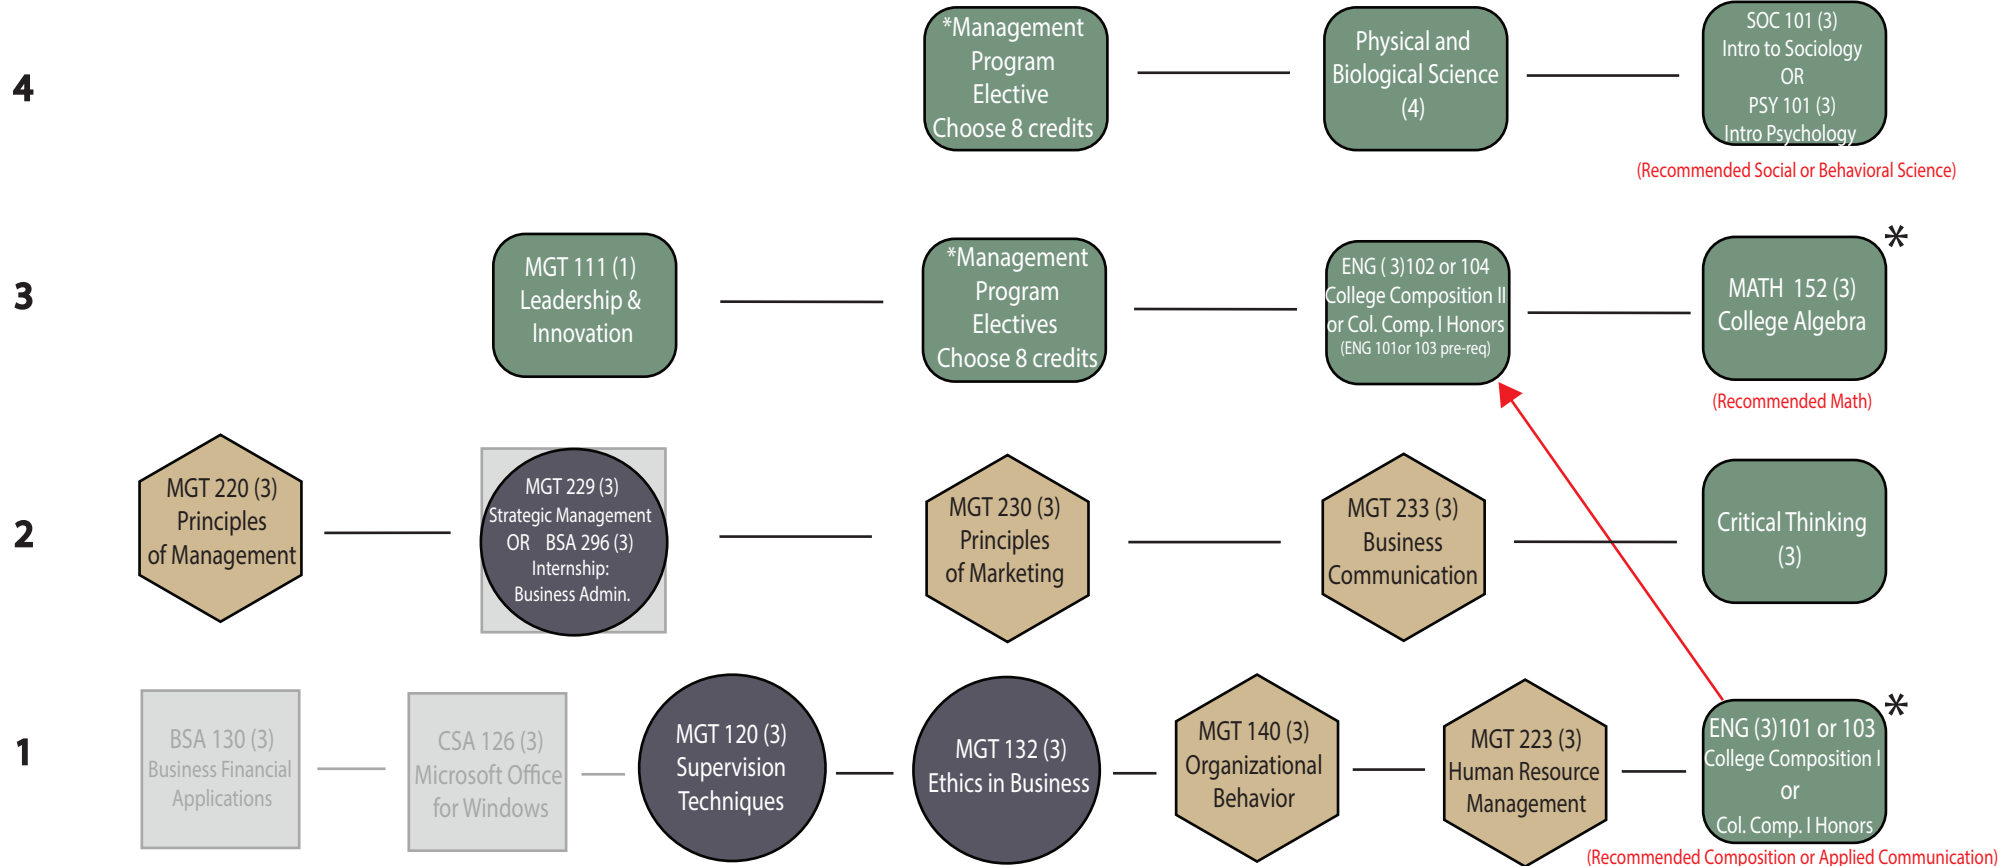 4
*Management
Program
Elective
Choose 8 credits
Physical and
Biological Science
(4)
SOC 101 (3)
Intro to Sociology
OR
PSY 101 (3)
Intro Psychology
(Recommended Social or Behavioral Science)
3
MGT 111 (1)
Leadership &
Innovation
*Management
Program
Electives
Choose 8 credits
ENG ( 3)102 or 104
College Composition II
or Col. Comp. I Honors
(ENG 101or 103 pre-req)
*
MATH 152 (3)
College Algebra
(Recommended Math)
2
MGT 220 (3)
Principles
of Management
MGT 229 (3)
Strategic Management
OR BSA 296 (3)
Internship:
Business Admin.
MGT 230 (3)
Principles
of Marketing
MGT 233 (3)
Business
Communication
Critical Thinking
(3)
1
BSA 130 (3)
Business Financial
Applications
CSA 126 (3)
Microsoft Office
for Windows
MGT 120 (3)
Supervision
Techniques
MGT 132 (3)
Ethics in Business
MGT 140 (3)
Organizational
Behavior
MGT 223 (3)
Human Resource
Management
*
ENG (3)101 or 103
College Composition I
or
Col. Comp. I Honors
(Recommended Composition or Applied Communication)